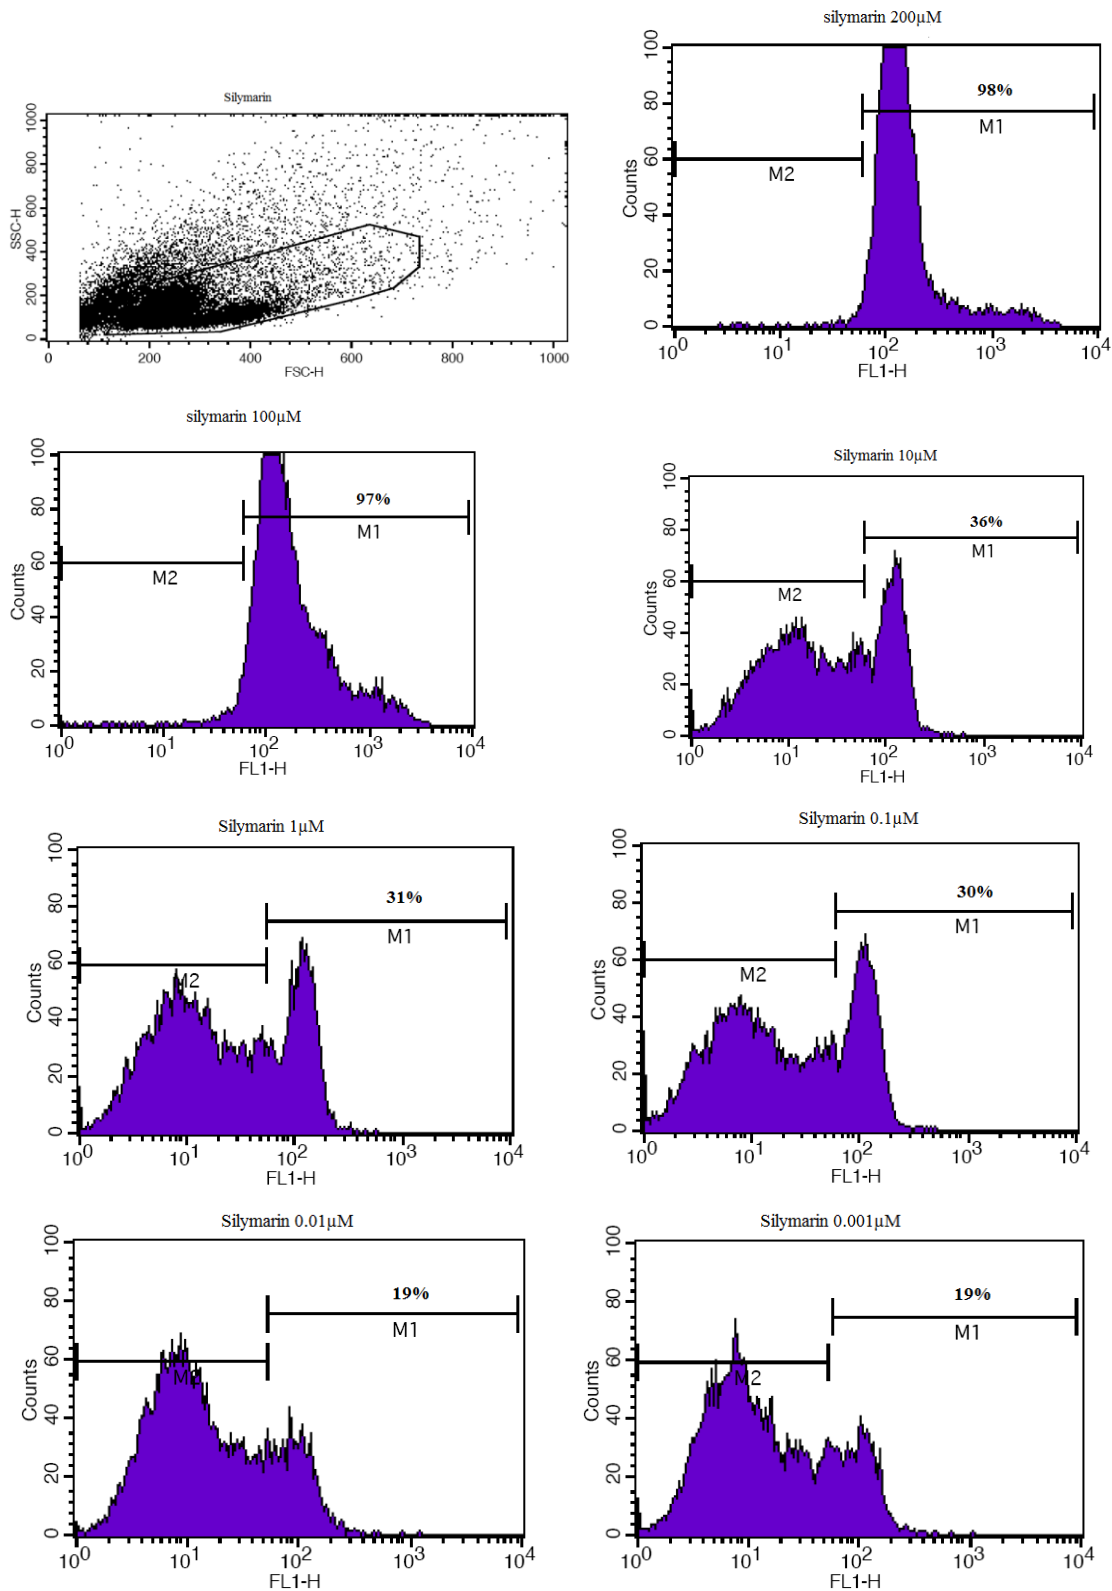 silymarin 200µM
100
80
60
40
20
0
Counts
98%
M1
M2
10^0 10^1 10^2 10^3 10^4
FL1-H
Silymarin
1000
800
600
400
200
0
SSC-H
0 200 400 600 800 1000
FSC-H
silymarin 100µM
100
80
60
40
20
0
Counts
97%
M1
M2
10^0 10^1 10^2 10^3 10^4
FL1-H
Silymarin 10µM
100
80
60
40
20
0
Counts
36%
M1
M2
10^0 10^1 10^2 10^3 10^4
FL1-H
Silymarin 1µM
100
80
60
40
20
0
Counts
31%
M1
M2
10^0 10^1 10^2 10^3 10^4
FL1-H
Silymarin 0.1µM
100
80
60
40
20
0
Counts
30%
M1
M2
10^0 10^1 10^2 10^3 10^4
FL1-H
Silymarin 0.01µM
100
80
60
40
20
0
Counts
19%
M1
10^0 10^1 10^2 10^3 10^4
FL1-H
Silymarin 0.001µM
100
80
60
40
20
0
Counts
19%
M1
M2
10^0 10^1 10^2 10^3 10^4
FL1-H